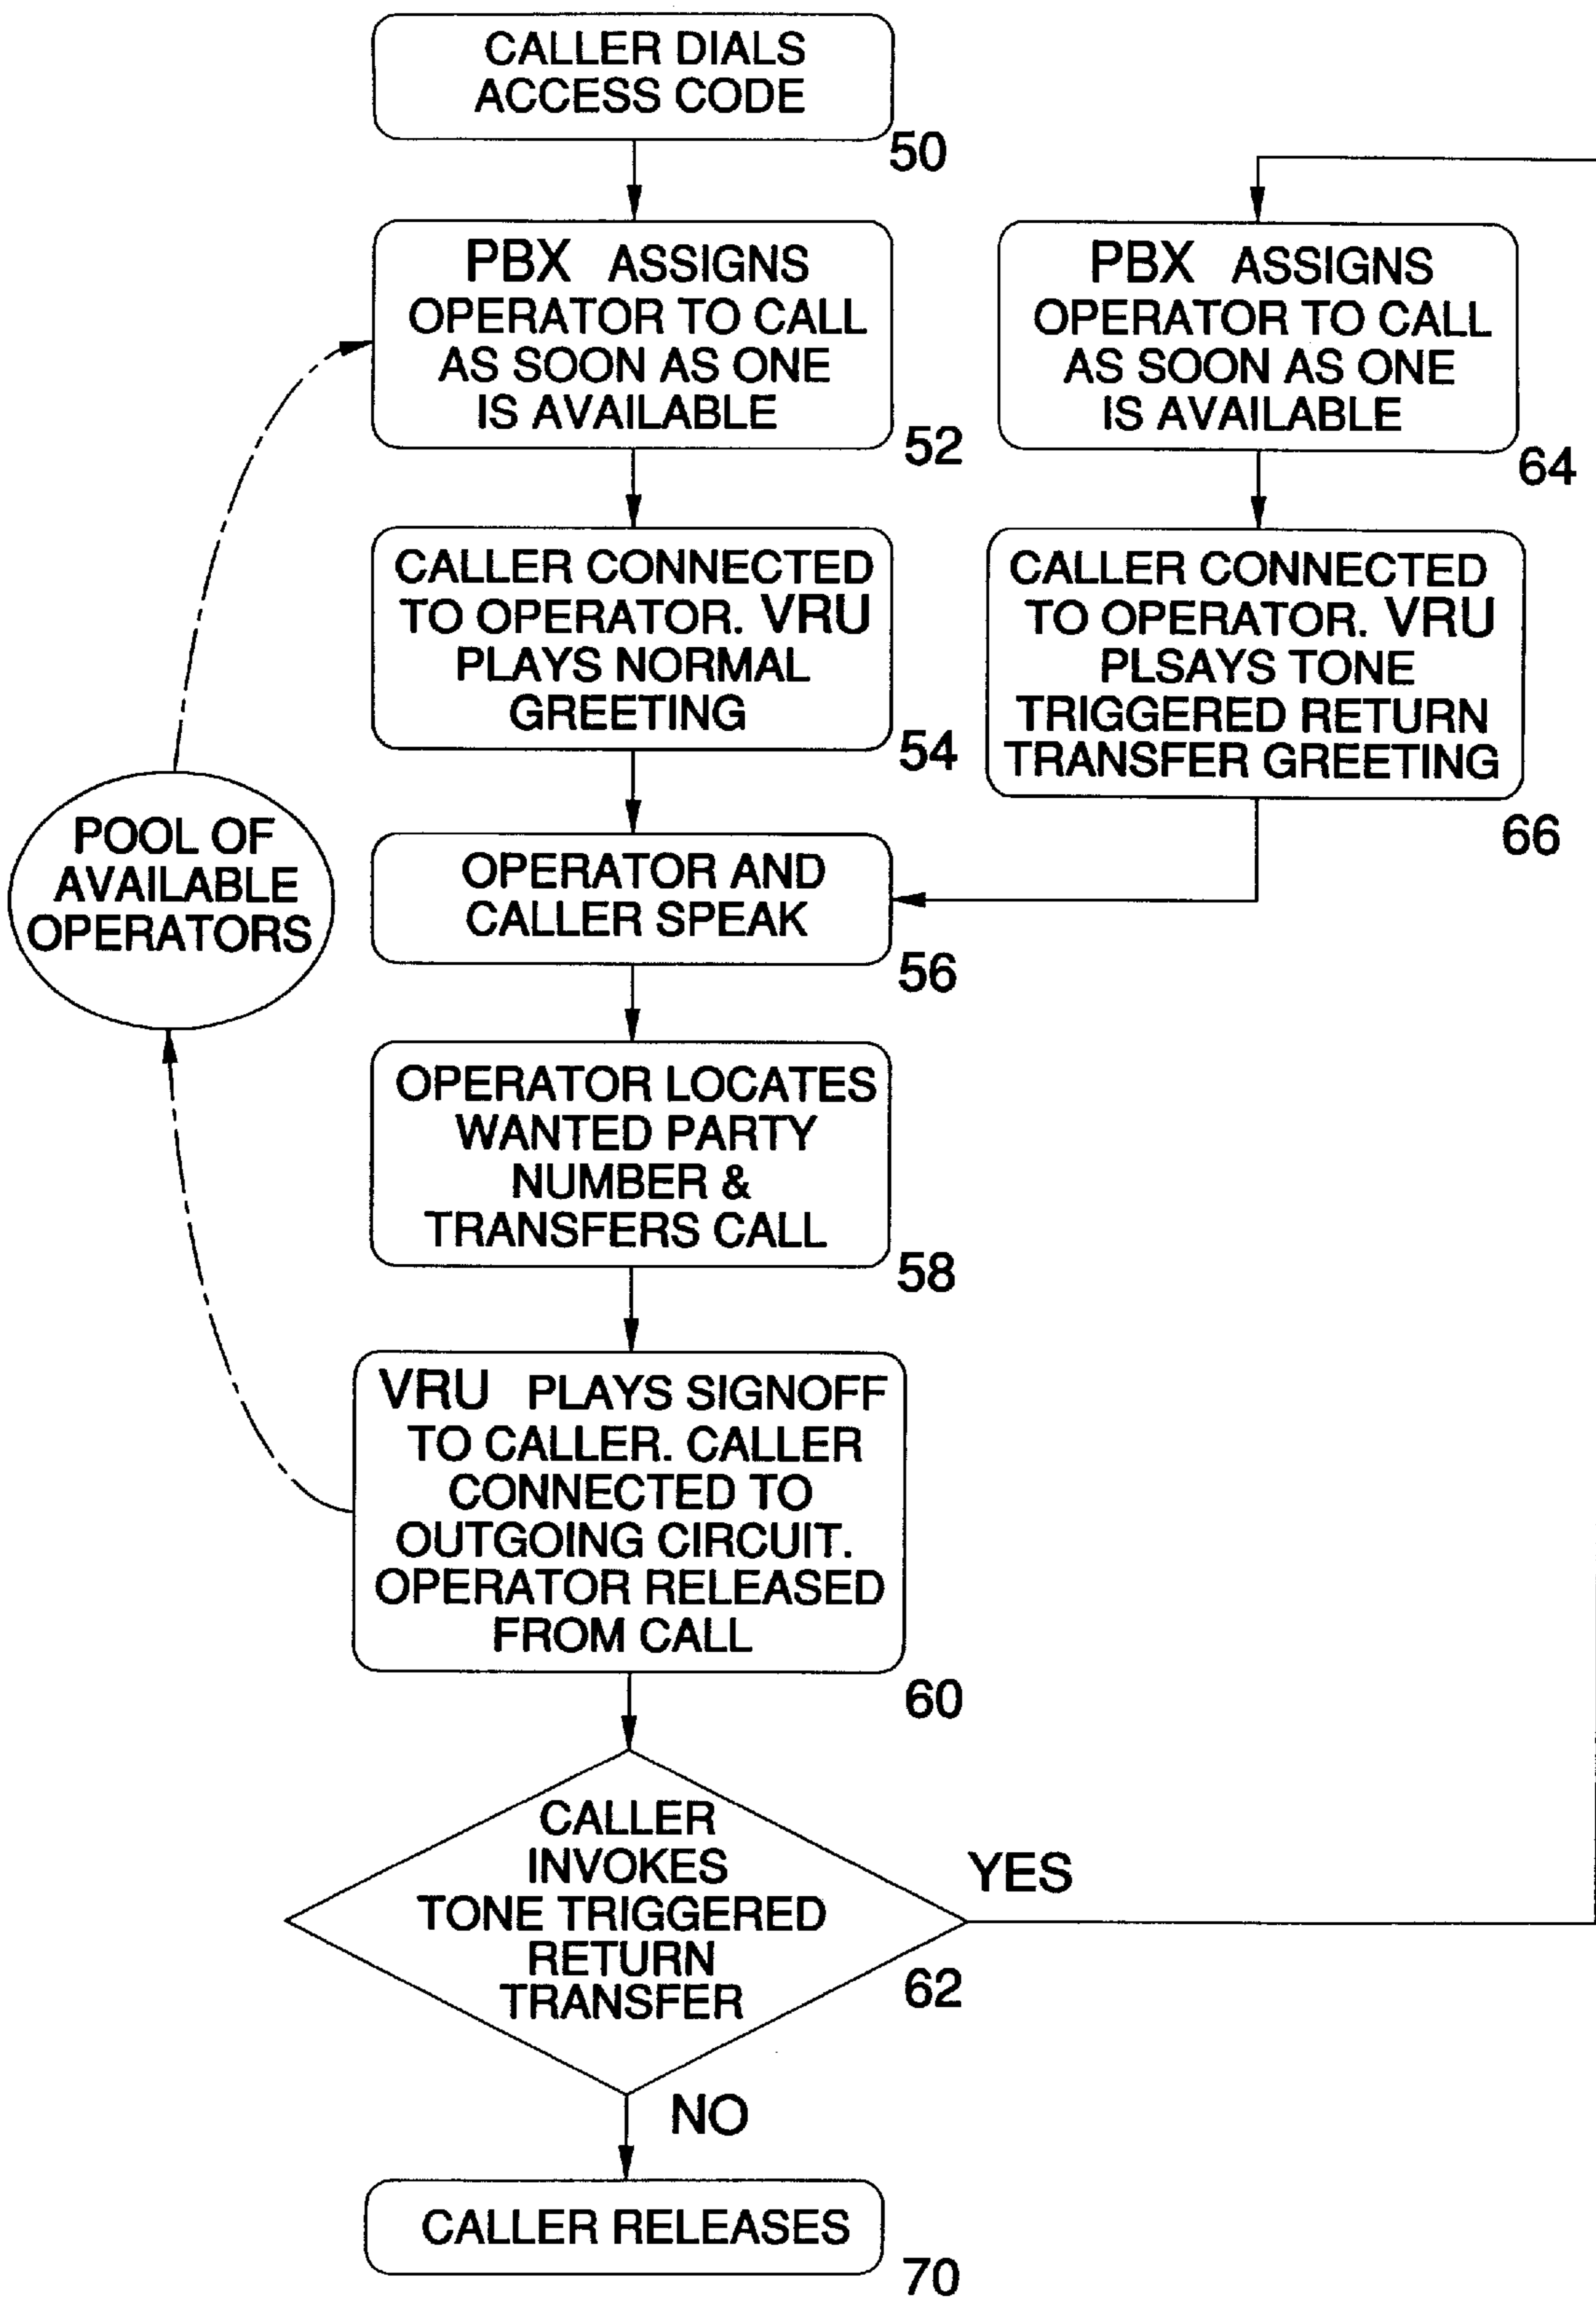 CALLER DIALS
ACCESS CODE
50
PBX ASSIGNS
OPERATOR TO CALL
AS SOON AS ONE
IS AVAILABLE
52
PBX ASSIGNS
OPERATOR TO CALL
AS SOON AS ONE
IS AVAILABLE
64
CALLER CONNECTED
TO OPERATOR. VRU
PLAYS NORMAL
GREETING
54
CALLER CONNECTED
TO OPERATOR. VRU
PLSAYS TONE
TRIGGERED RETURN
TRANSFER GREETING
66
POOL OF
AVAILABLE
OPERATORS
OPERATOR AND
CALLER SPEAK
56
OPERATOR LOCATES
WANTED PARTY
NUMBER &
TRANSFERS CALL
58
VRU PLAYS SIGNOFF
TO CALLER. CALLER
CONNECTED TO
OUTGOING CIRCUIT.
OPERATOR RELEASED
FROM CALL
60
CALLER
INVOKES
TONE TRIGGERED
RETURN
TRANSFER
YES
62
NO
CALLER RELEASES
70